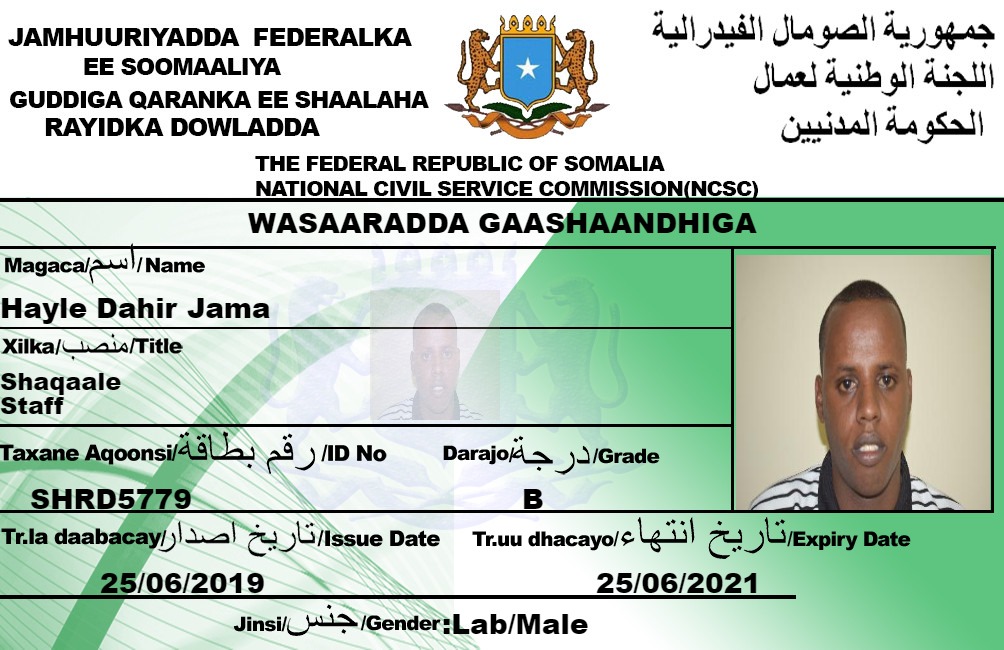 JAMHUURIYADDA FEDERALKA
EE SOOMAALIYA
GUDDIGA QARANKA EE SHAALAHA
RAYIDKA DOWLADDA
جمهورية الصومال الفيدرالية
اللجنة الوطنية لعمال
الحكومة المدنيين
THE FEDERAL REPUBLIC OF SOMALIA
NATIONAL CIVIL SERVICE COMMISSION(NCSC)
WASAARADDA GAASHAANDHIGA
Magaca/اسم/Name
Hayle Dahir Jama
Xilka/منصب/Title
Shaqaale
Staff
Taxane Aqoonsi/رقم بطاقة/ID No
SHRD5779
Darajo/درجة/Grade
B
Tr.la daabacay/تاريخ اصدار/Issue Date
25/06/2019
Tr.uu dhacayo/تاريخ انتهاء/Expiry Date
25/06/2021
Jinsi/جنس/Gender:Lab/Male